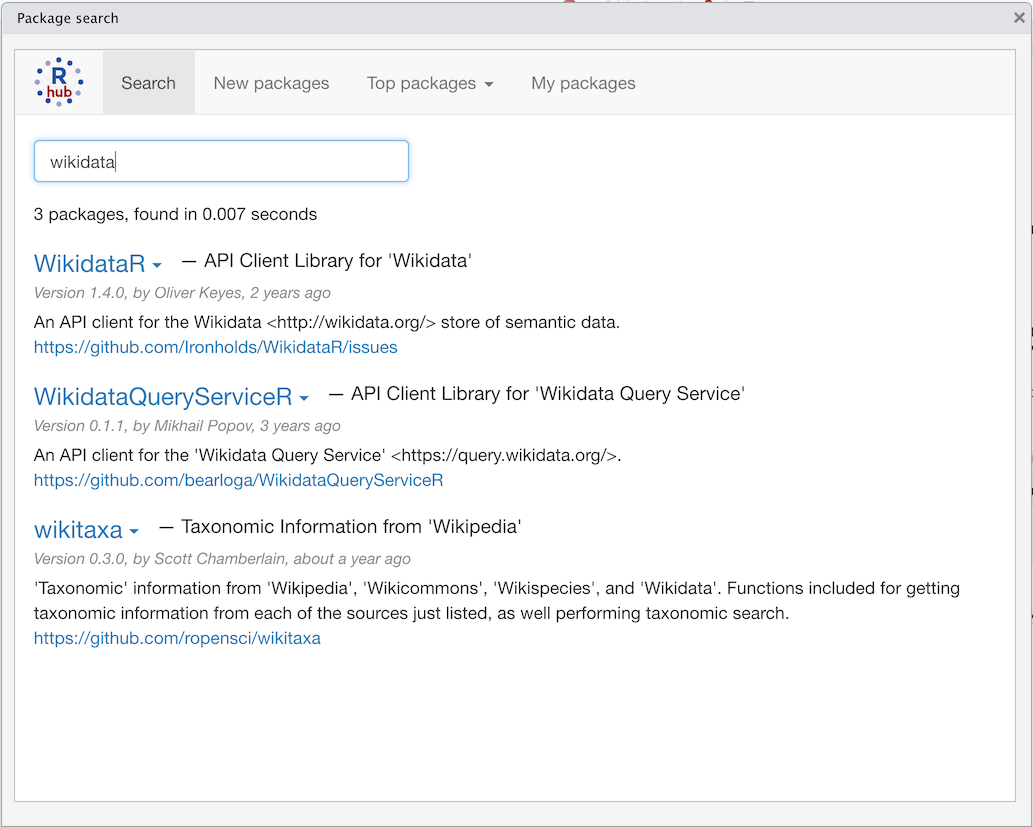 Package search
R
hub
Search
New packages
Top packages
My packages
wikidata
3 packages, found in 0.007 seconds
WikidataR — API Client Library for 'Wikidata'
Version 1.4.0, by Oliver Keyes, 2 years ago
An API client for the Wikidata <http://wikidata.org/> store of semantic data.
https://github.com/Ironholds/WikidataR/issues
WikidataQueryServiceR — API Client Library for 'Wikidata Query Service'
Version 0.1.1, by Mikhail Popov, 3 years ago
An API client for the 'Wikidata Query Service' <https://query.wikidata.org/>.
https://github.com/bearloga/WikidataQueryServiceR
wikitaxa — Taxonomic Information from 'Wikipedia'
Version 0.3.0, by Scott Chamberlain, about a year ago
'Taxonomic' information from 'Wikipedia', 'Wikicommons', 'Wikispecies', and 'Wikidata'. Functions included for getting
taxonomic information from each of the sources just listed, as well performing taxonomic search.
https://github.com/ropensci/wikitaxa